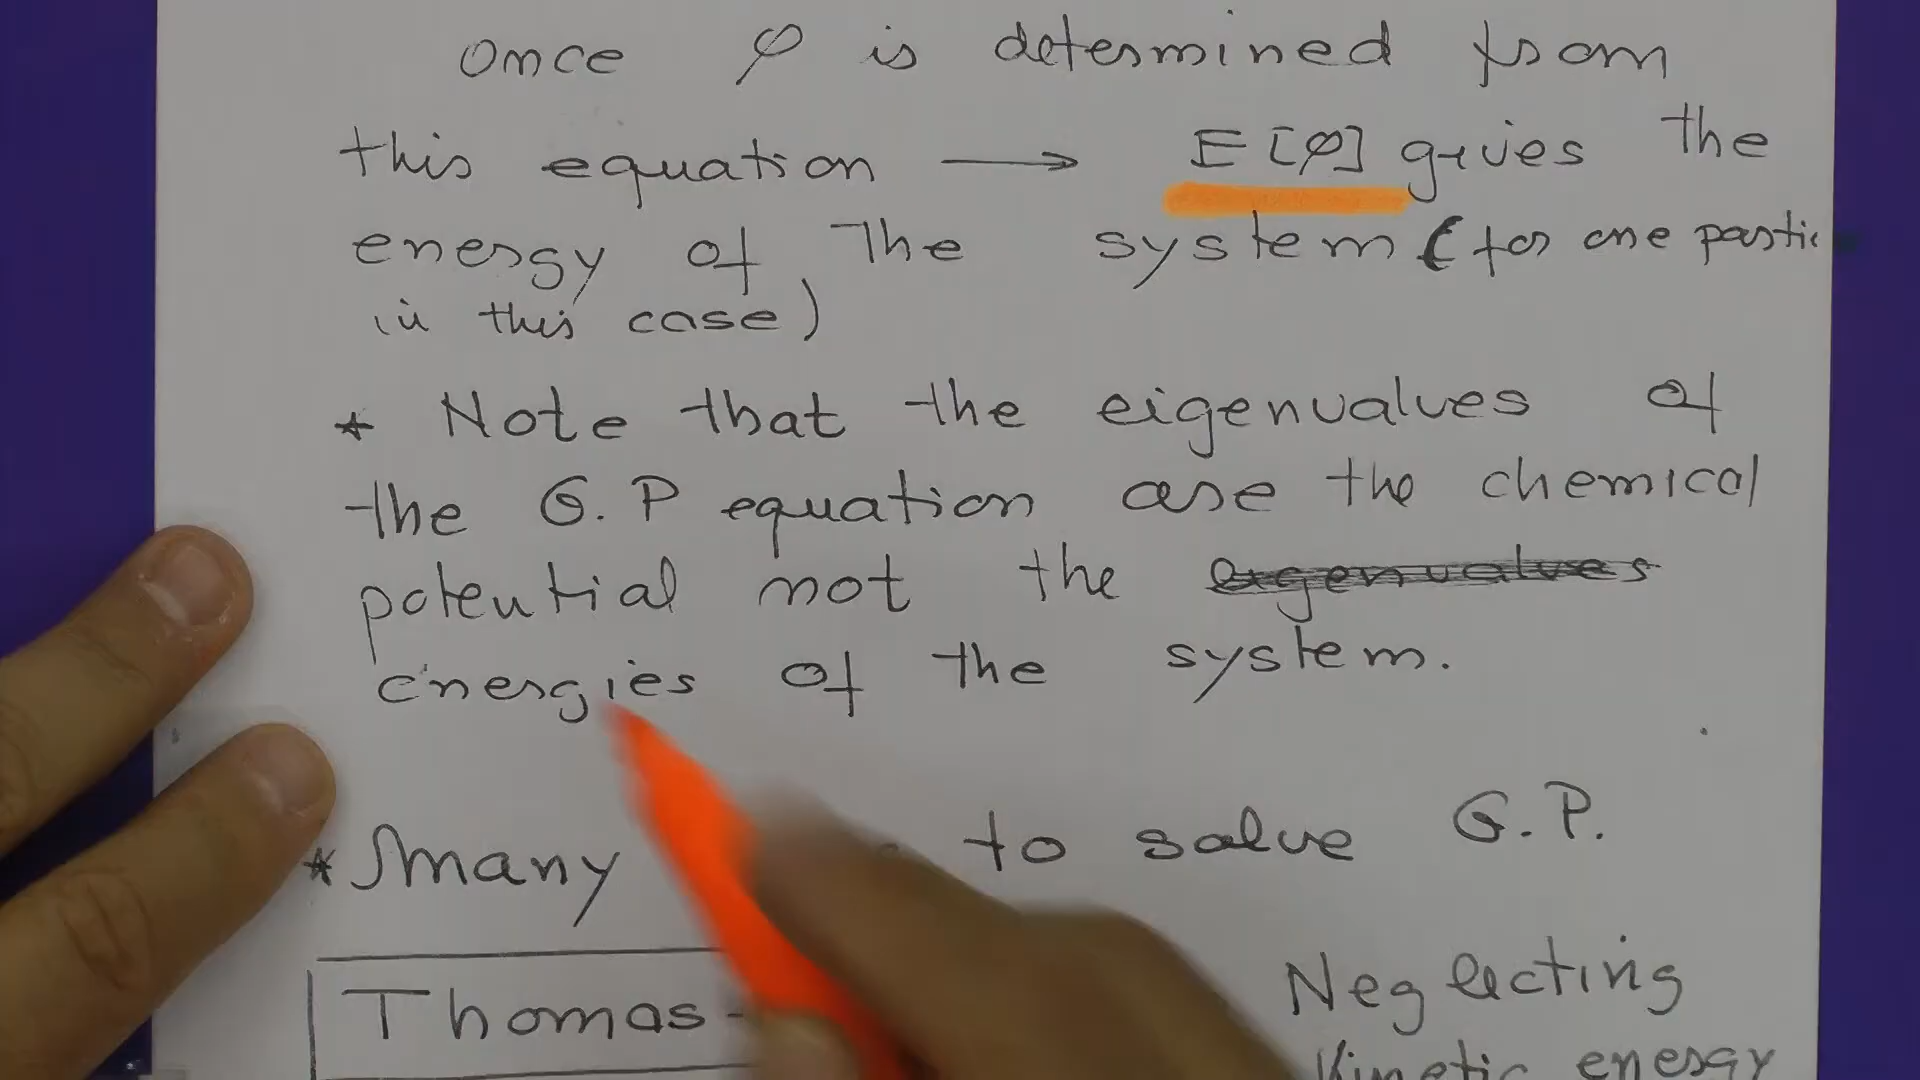 Once φ is determined from
this equation → E[φ] gives the
energy of the system (for one partic
in this case)
* Note that the eigenvalues of
the G.P equation are the chemical
potential not the eigenvalues
energies of the system.
* many to solve G.P.
Thomas- Neglecting
Kinetic energy